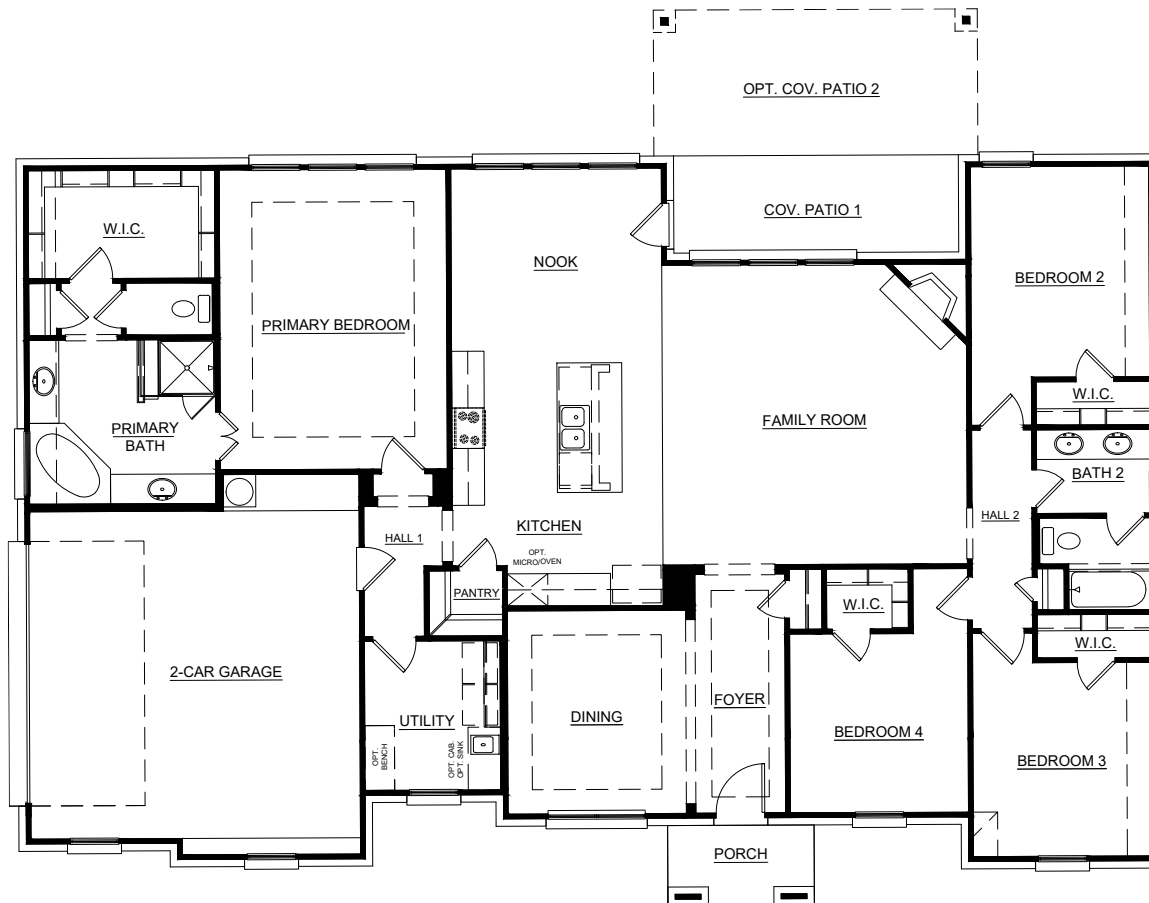 OPT. COV. PATIO 2
COV. PATIO 1
W.I.C.
NOOK
BEDROOM 2
PRIMARY BEDROOM
W.I.C.
FAMILY ROOM
PRIMARY
BATH
BATH 2
HALL 2
KITCHEN
HALL 1
OPT.
MICRO/OVEN
PANTRY
W.I.C.
W.I.C.
2-CAR GARAGE
FOYER
DINING
UTILITY
BEDROOM 4
OPT.
BENCH
OPT. CAB.
OPT. SINK
BEDROOM 3
PORCH